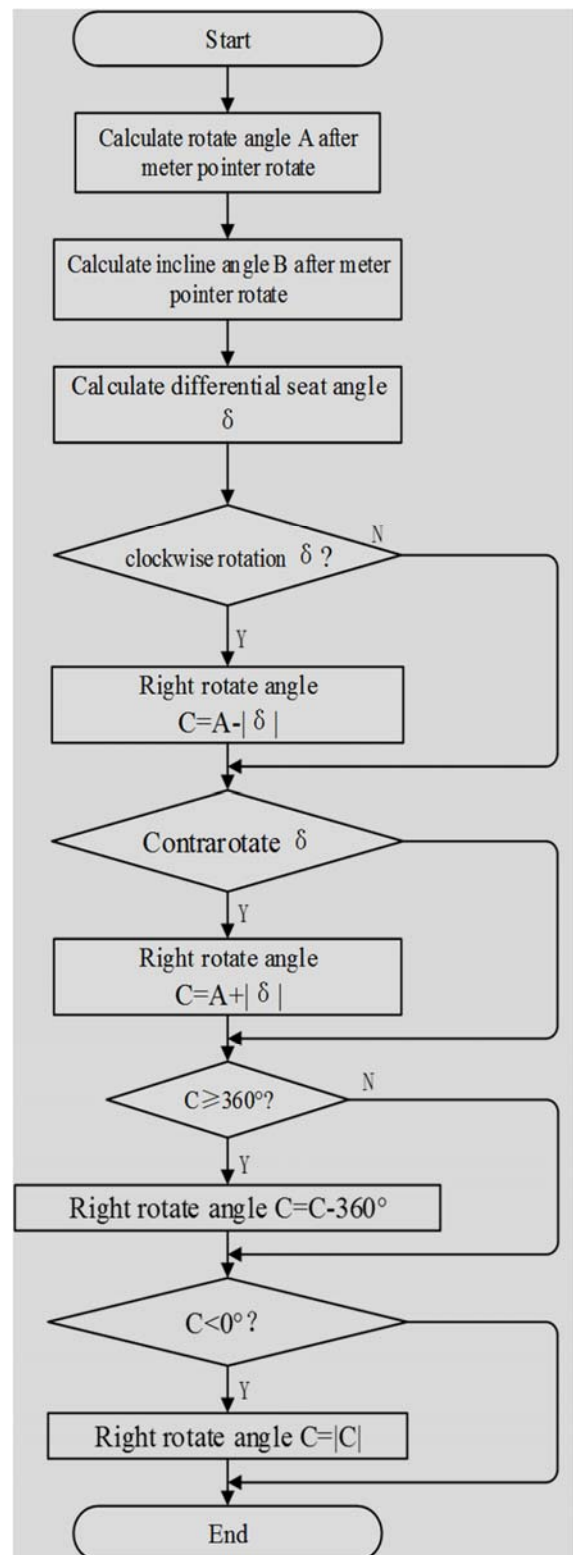 Start
Calculate rotate angle A after
meter pointer rotate
Calculate incline angle B after meter
pointer rotate
Calculate differential seat angle
δ
clockwise rotation δ?
N
Y
Right rotate angle
C=A-|δ|
Contrarotate δ
Y
Right rotate angle
C=A+|δ|
C≥360°?
N
Y
Right rotate angle C=C-360°
C<0°?
Y
Right rotate angle C=|C|
End